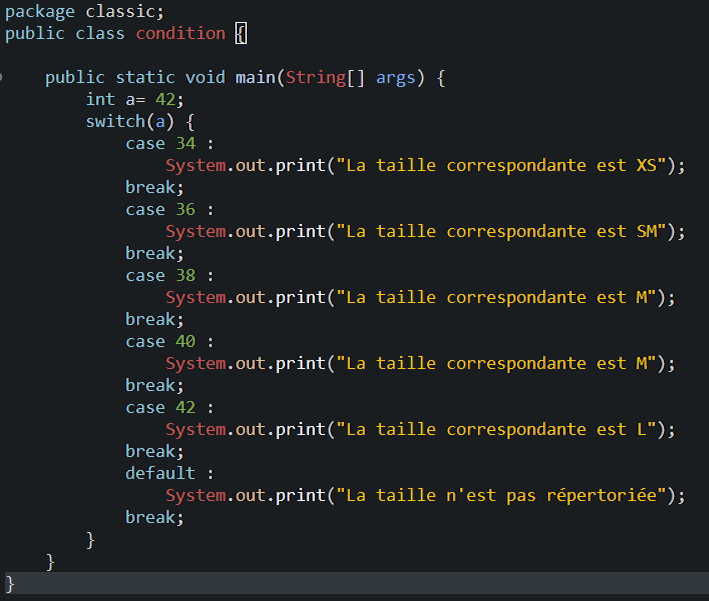 package classic;
public class condition {
public static void main(String[] args) {
int a= 42;
switch(a) {
case 34 :
System.out.print("La taille correspondante est XS");
break;
case 36 :
System.out.print("La taille correspondante est SM");
break;
case 38 :
System.out.print("La taille correspondante est M");
break;
case 40 :
System.out.print("La taille correspondante est M");
break;
case 42 :
System.out.print("La taille correspondante est L");
break;
default :
System.out.print("La taille n'est pas répertoriée");
break;
}
}
}